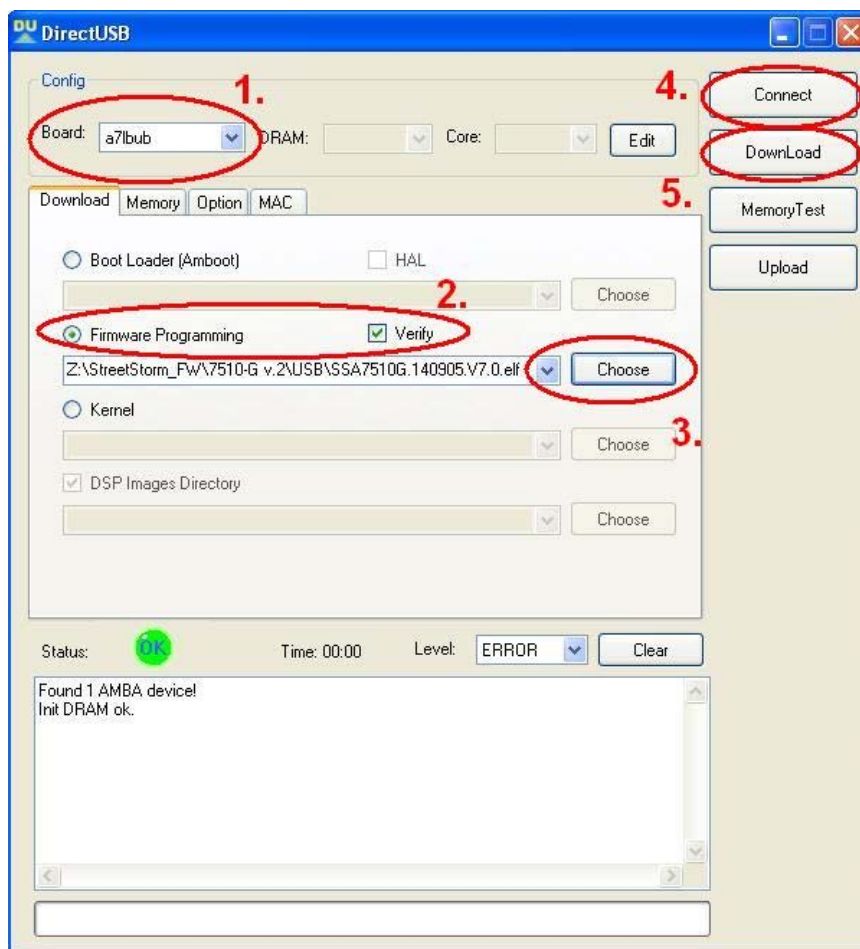 DU DirectUSB
Config
1.
4.
Connect
Board: a7lbub DRAM: Core: Edit
DownLoad
5.
Download Memory Option MAC
MemoryTest
Boot Loader (Amboot) HAL
Upload
2.
Choose
Firmware Programming Verify
Z:\StreetStorm_FW\7510-G v.2\USB\SSA7510G.140905.V7.0.elf Choose
Kernel
3.
Choose
DSP Images Directory
Choose
Status: OK Time: 00:00 Level: ERROR Clear
Found 1 AMBA device!
Init DRAM ok.